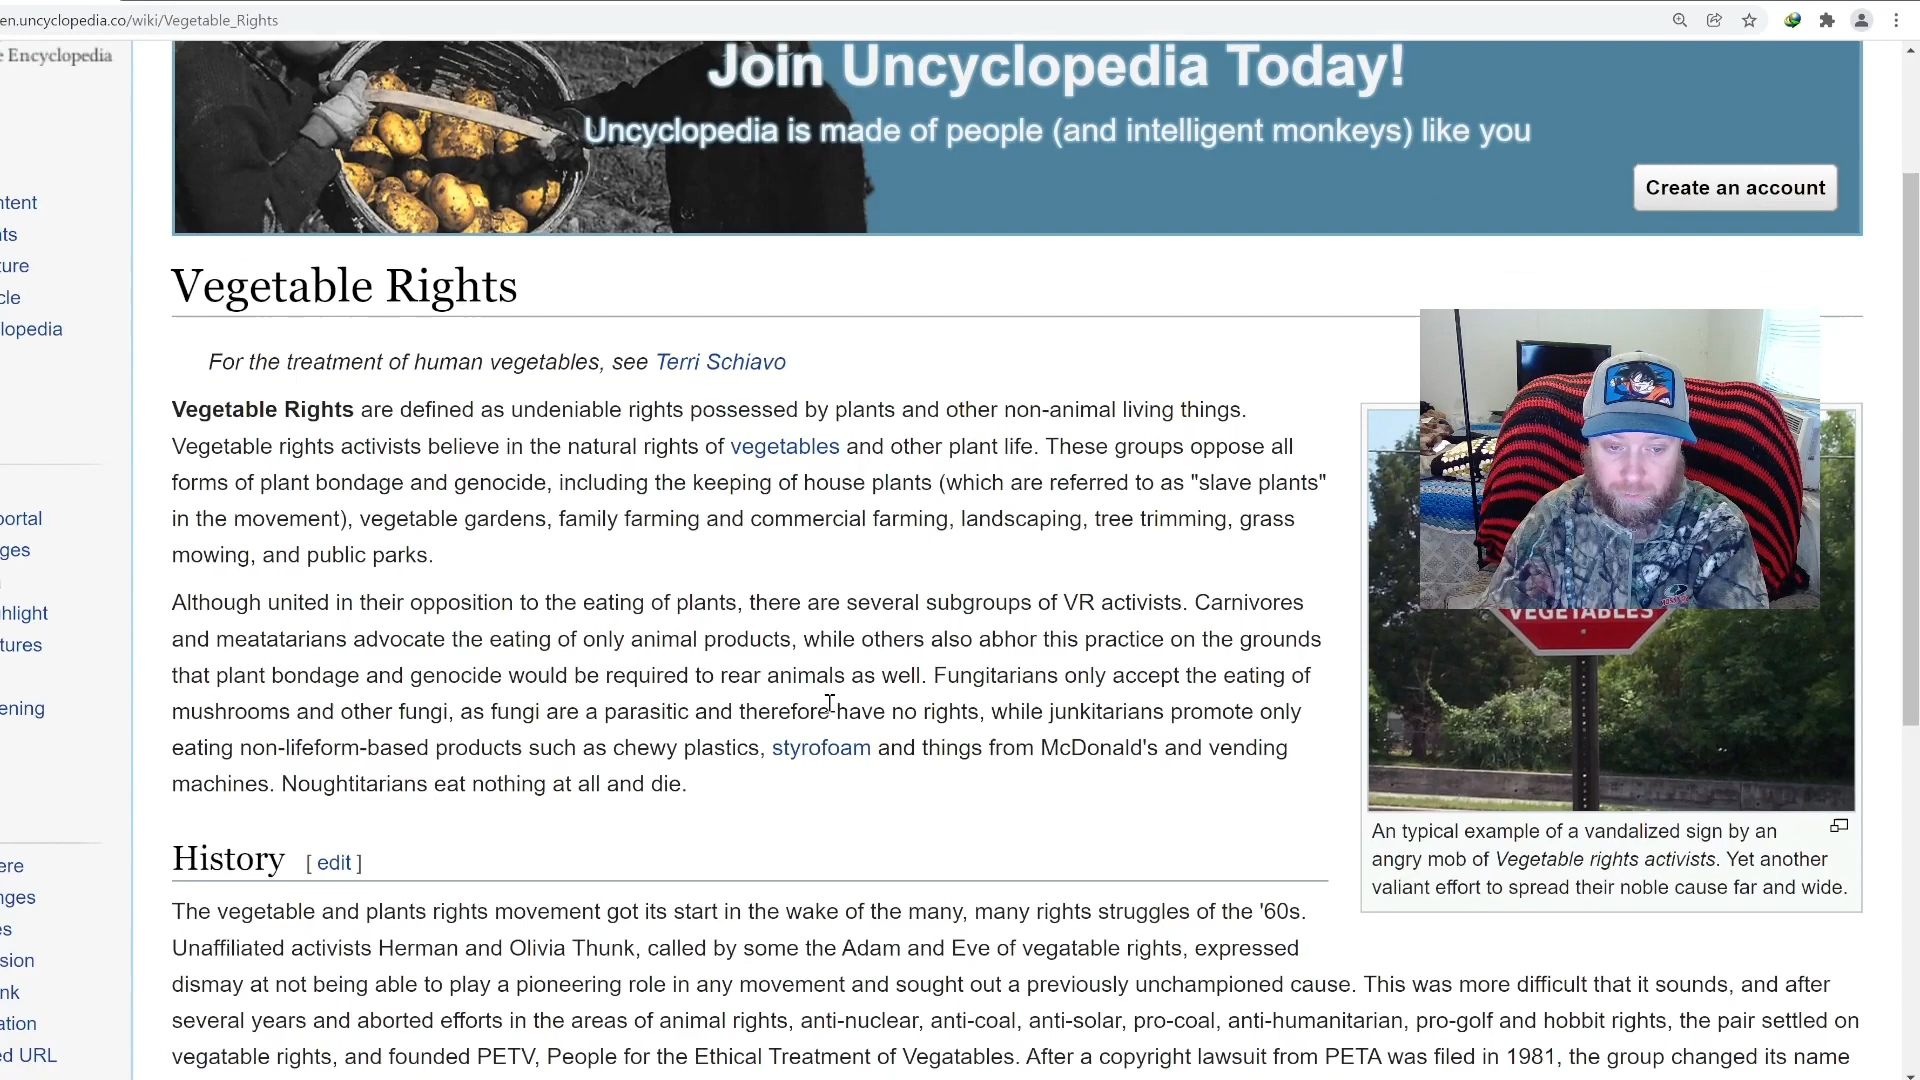 en.uncyclopedia.co/wiki/Vegetable_Rights
e Encyclopedia
Join Uncyclopedia Today!
Uncyclopedia is made of people (and intelligent monkeys) like you
Create an account
ntent
nts
ture
cle
lopedia
portal
ges
hlight
tures
ening
ere
nges
es
sion
nk
ation
ed URL
Vegetable Rights
For the treatment of human vegetables, see Terri Schiavo
Vegetable Rights are defined as undeniable rights possessed by plants and other non-animal living things.
Vegetable rights activists believe in the natural rights of vegetables and other plant life. These groups oppose all
forms of plant bondage and genocide, including the keeping of house plants (which are referred to as "slave plants"
in the movement), vegetable gardens, family farming and commercial farming, landscaping, tree trimming, grass
mowing, and public parks.
Although united in their opposition to the eating of plants, there are several subgroups of VR activists. Carnivores
and meatatarians advocate the eating of only animal products, while others also abhor this practice on the grounds
that plant bondage and genocide would be required to rear animals as well. Fungitarians only accept the eating of
mushrooms and other fungi, as fungi are a parasitic and therefore have no rights, while junkitarians promote only
eating non-lifeform-based products such as chewy plastics, styrofoam and things from McDonald's and vending
machines. Noughtitarians eat nothing at all and die.
VEGETABLES
An typical example of a vandalized sign by an
angry mob of Vegetable rights activists. Yet another
valiant effort to spread their noble cause far and wide.
History [ edit ]
The vegetable and plants rights movement got its start in the wake of the many, many rights struggles of the '60s.
Unaffiliated activists Herman and Olivia Thunk, called by some the Adam and Eve of vegatable rights, expressed
dismay at not being able to play a pioneering role in any movement and sought out a previously unchampioned cause. This was more difficult that it sounds, and after
several years and aborted efforts in the areas of animal rights, anti-nuclear, anti-coal, anti-solar, pro-coal, anti-humanitarian, pro-golf and hobbit rights, the pair settled on
vegatable rights, and founded PETV, People for the Ethical Treatment of Vegatables. After a copyright lawsuit from PETA was filed in 1981, the group changed its name